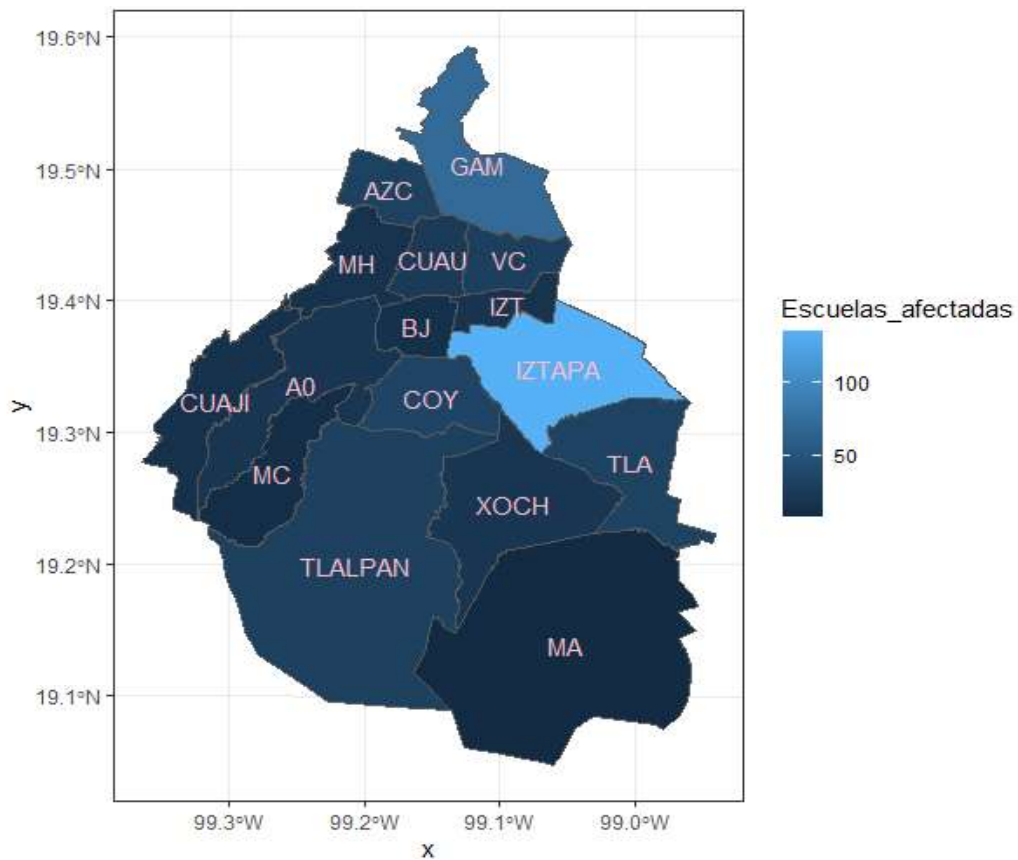 19.6°N
GAM
19.5°N
AZC
MH
CUAU
VC
19.4°N
IZT
BJ
IZTAPA
A0
COY
CUAJI
19.3°N
MC
TLA
XOCH
19.2°N
TLALPAN
MA
19.1°N
y
99.3°W
99.2°W
99.1°W
99.0°W
x
Escuelas_afectadas
100
50